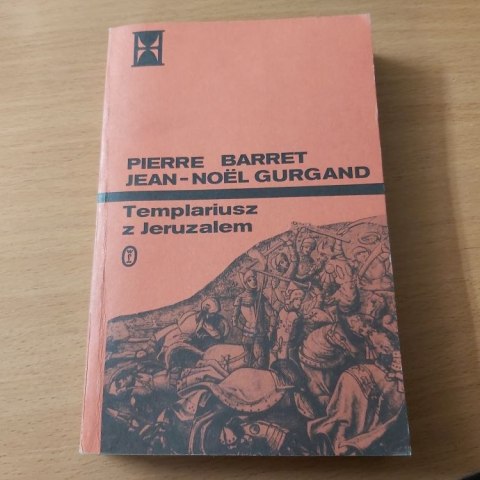 PIERRE BARRET
JEAN-NOËL GURGAND
Templariusz
z Jeruzalem